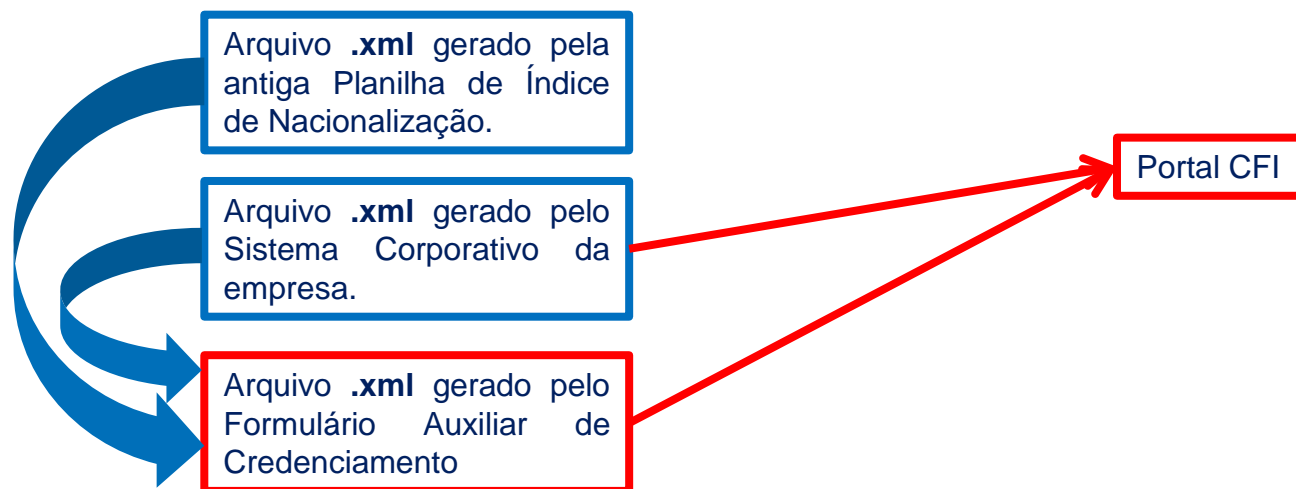 Arquivo .xml gerado pela
antiga Planilha de Índice
de Nacionalização.
Arquivo .xml gerado pelo
Sistema Corporativo da
empresa.
Arquivo .xml gerado pelo
Formulário Auxiliar de
Credenciamento
Portal CFI